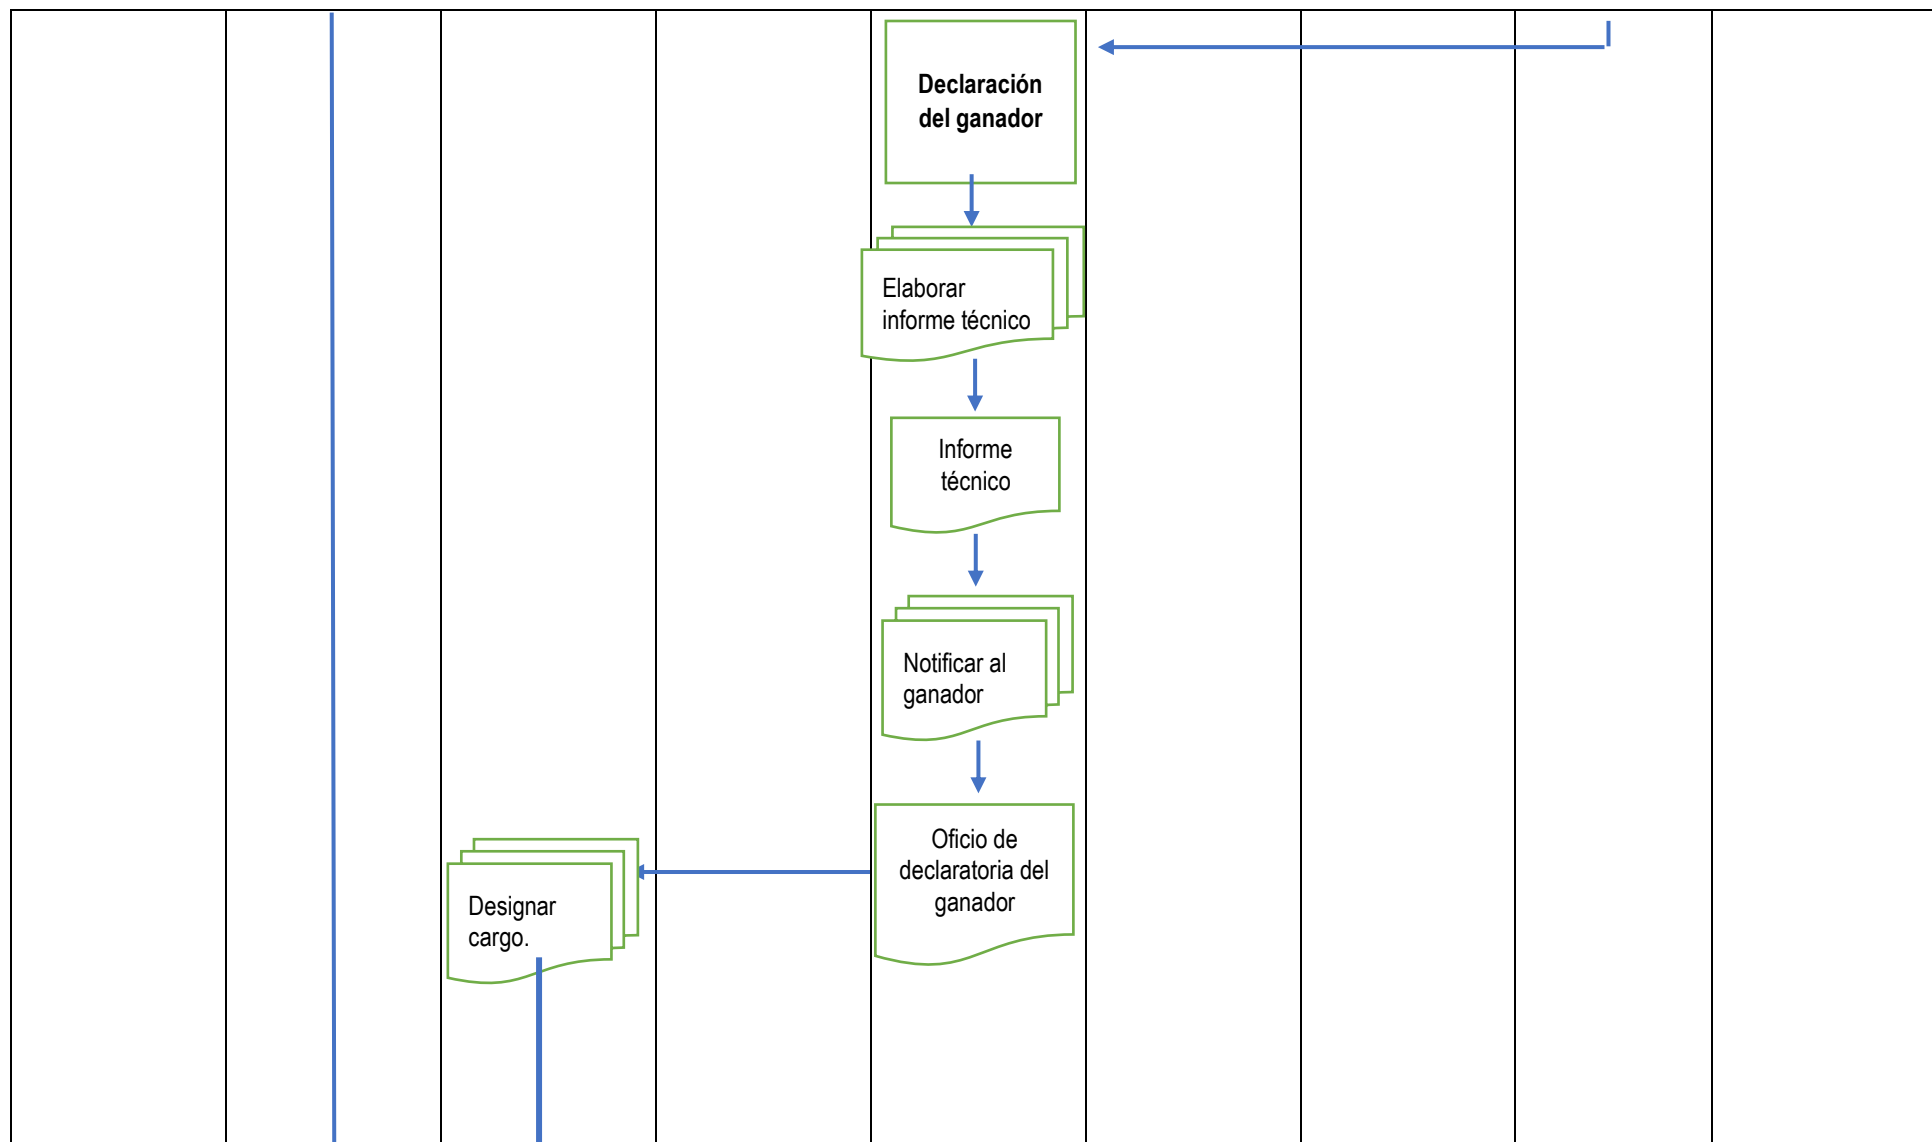 Declaración
del ganador
Elaborar
informe técnico
Informe
técnico
Notificar al
ganador
Oficio de
declaratoria del
ganador
Designar
cargo.